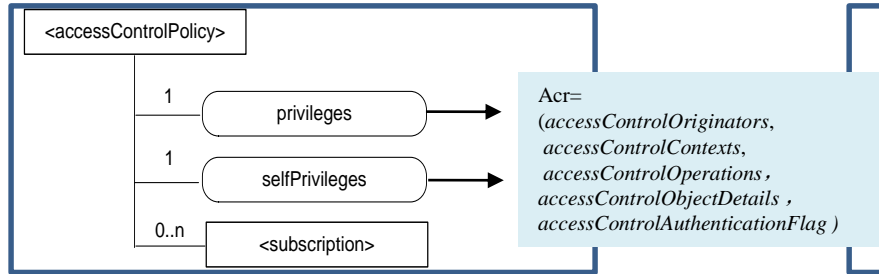 <accessControlPolicy>
1
privileges
1
selfPrivileges
0..n
<subscription>
Acr=
(accessControlOriginators,
accessControlContexts,
accessControlOperations,
accessControlObjectDetails ,
accessControlAuthenticationFlag )